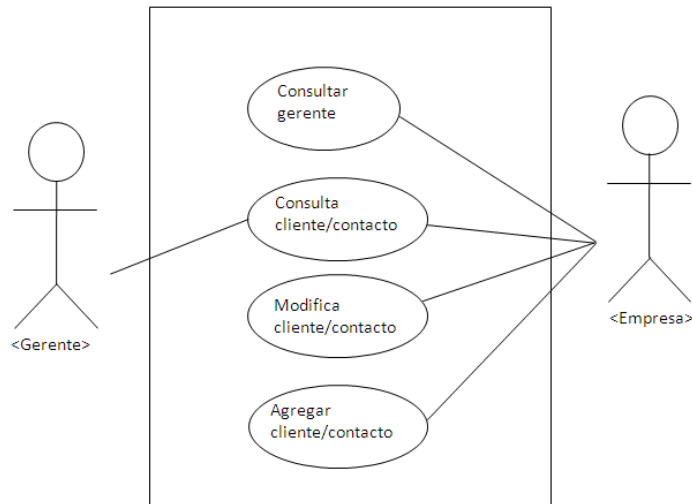 Consultar
gerente
Consulta
cliente/contacto
Modifica
cliente/contacto
<Empresa>
<Gerente>
Agregar
cliente/contacto